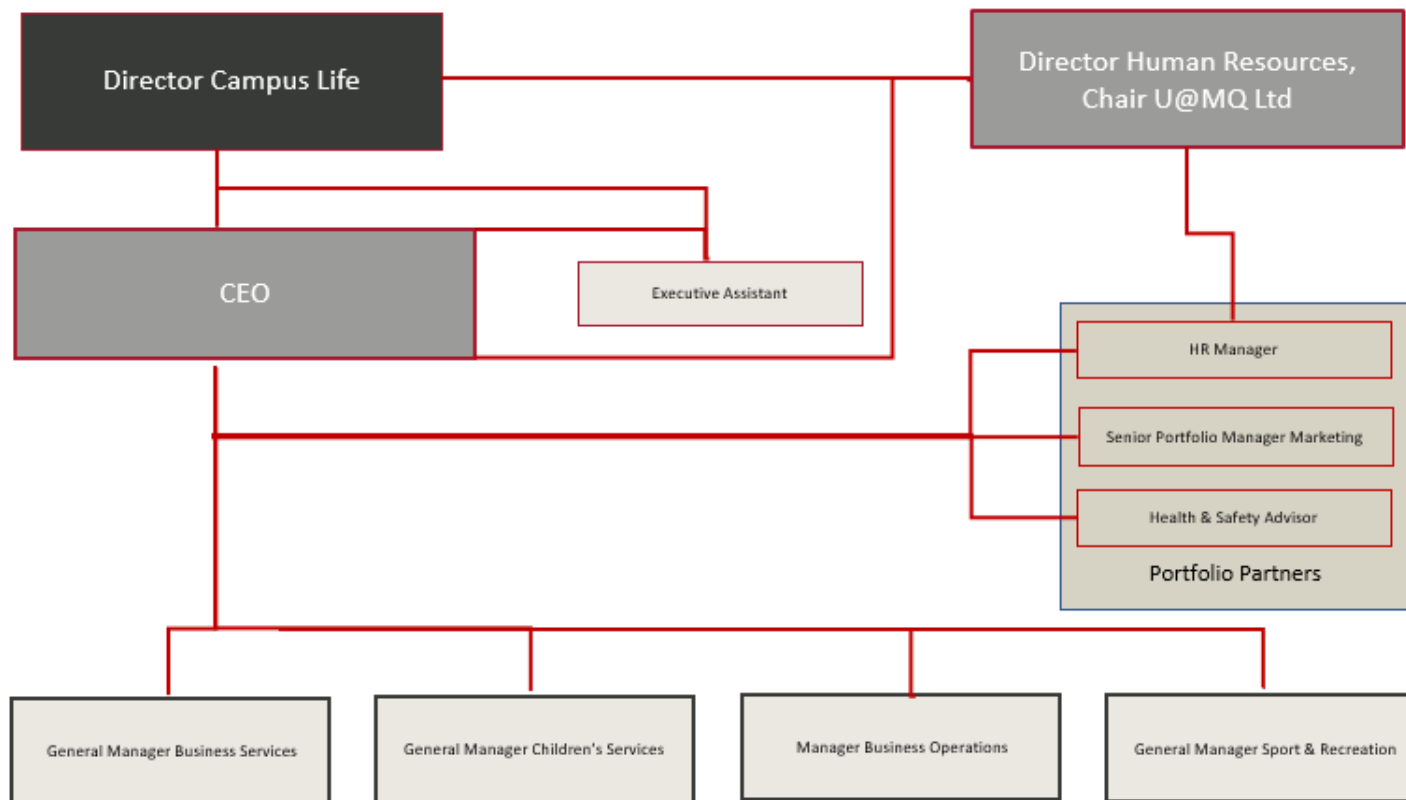 Director Campus Life
Director Human Resources,
Chair U@MQ Ltd
CEO
Executive Assistant
HR Manager
Senior Portfolio Manager Marketing
Health & Safety Advisor
Portfolio Partners
General Manager Business Services
General Manager Children’s Services
Manager Business Operations
General Manager Sport & Recreation